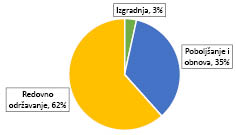 Izgradnja, 3%
Poboljšanje i
obnova, 35%
Redovno
održavanje, 62%